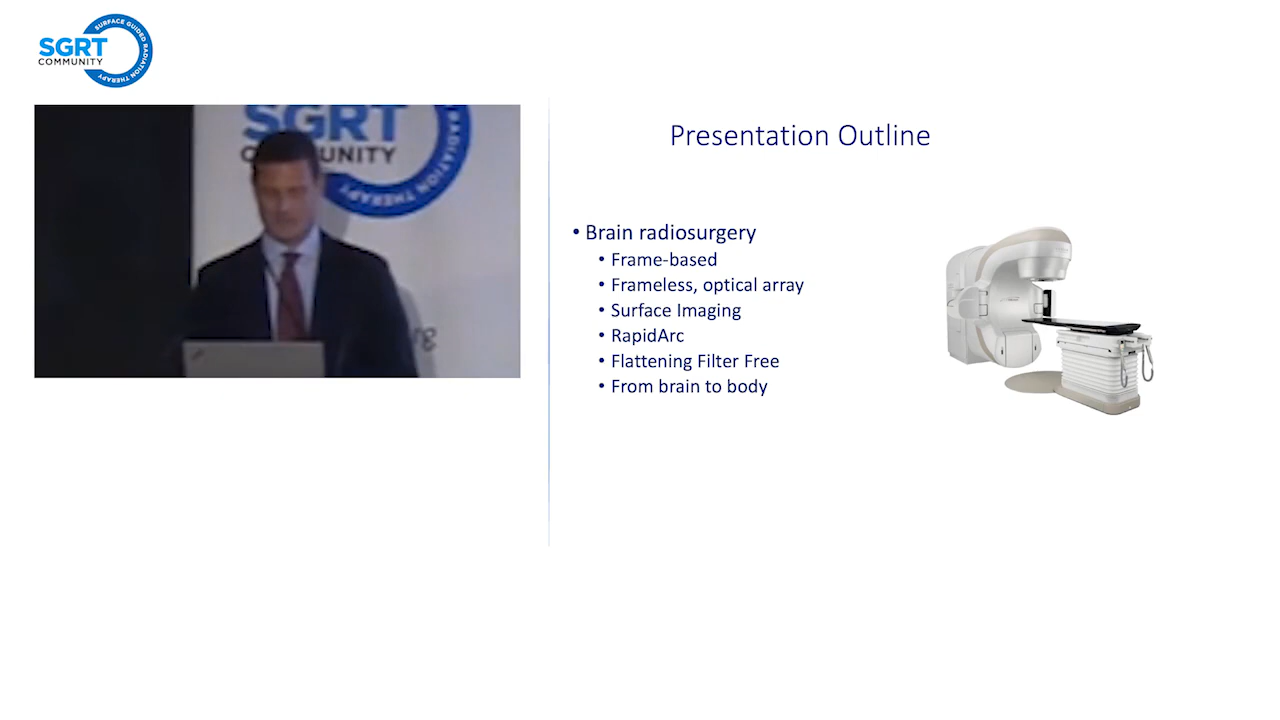 SURFACE GUIDED RADIATION THERAPY
SGRT
COMMUNITY
SGRT
COMMUNITY
RADIATION THERAPY
Presentation Outline
• Brain radiosurgery
• Frame-based
• Frameless, optical array
• Surface Imaging
• RapidArc
• Flattening Filter Free
• From brain to body